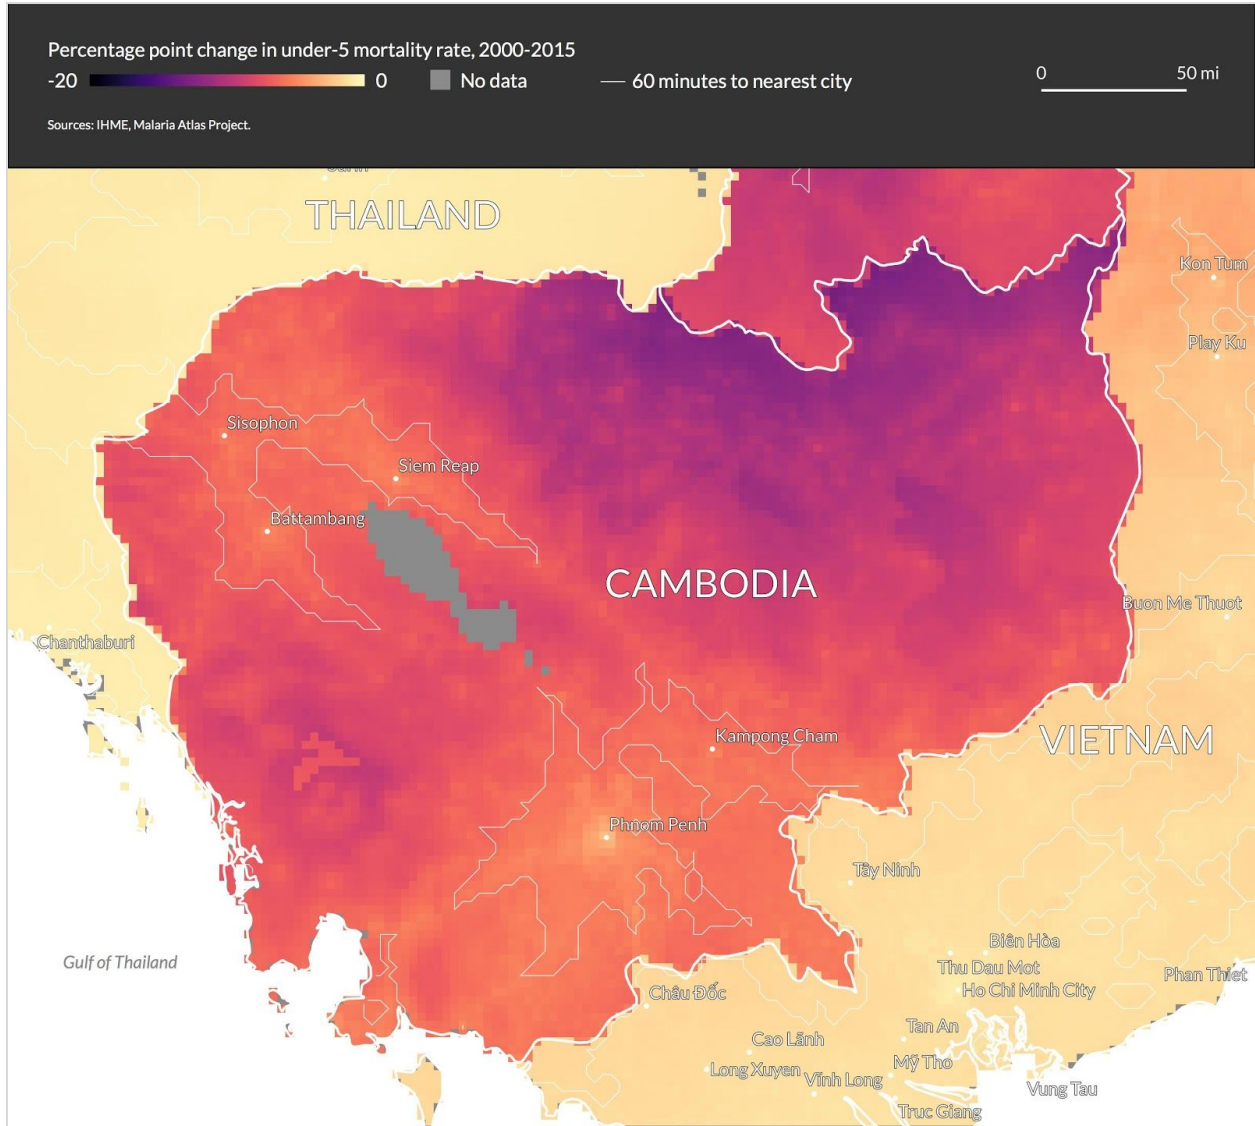 Percentage point change in under-5 mortality rate, 2000-2015
-20 0 No data 60 minutes to nearest city
0 50 mi
Sources: IHME, Malaria Atlas Project.
THAILAND
Kon Tum
Play Ku
Sisophon
Siem Reap
Battambang
CAMBODIA
Buon Me Thuot
Chanthaburi
Kampong Cham
VIETNAM
Phnom Penh
Tây Ninh
Biên Hòa
Gulf of Thailand
Thu Dau Mot
Phan Thiet
Ho Chi Minh City
Châu Đốc
Tan An
Cao Lãnh
Mỹ Tho
Long Xuyen
Vĩnh Long
Vung Tau
Truc Giang